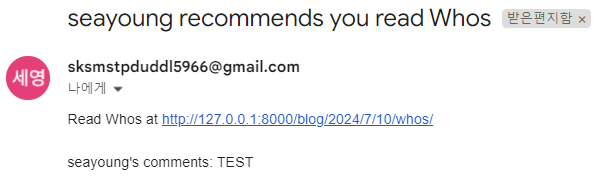 seayoung recommends you read Whos 받은편지함 ×
세영
sksmstpduddl5966@gmail.com
나에게
Read Whos at http://127.0.0.1:8000/blog/2024/7/10/whos/
seayoung's comments: TEST